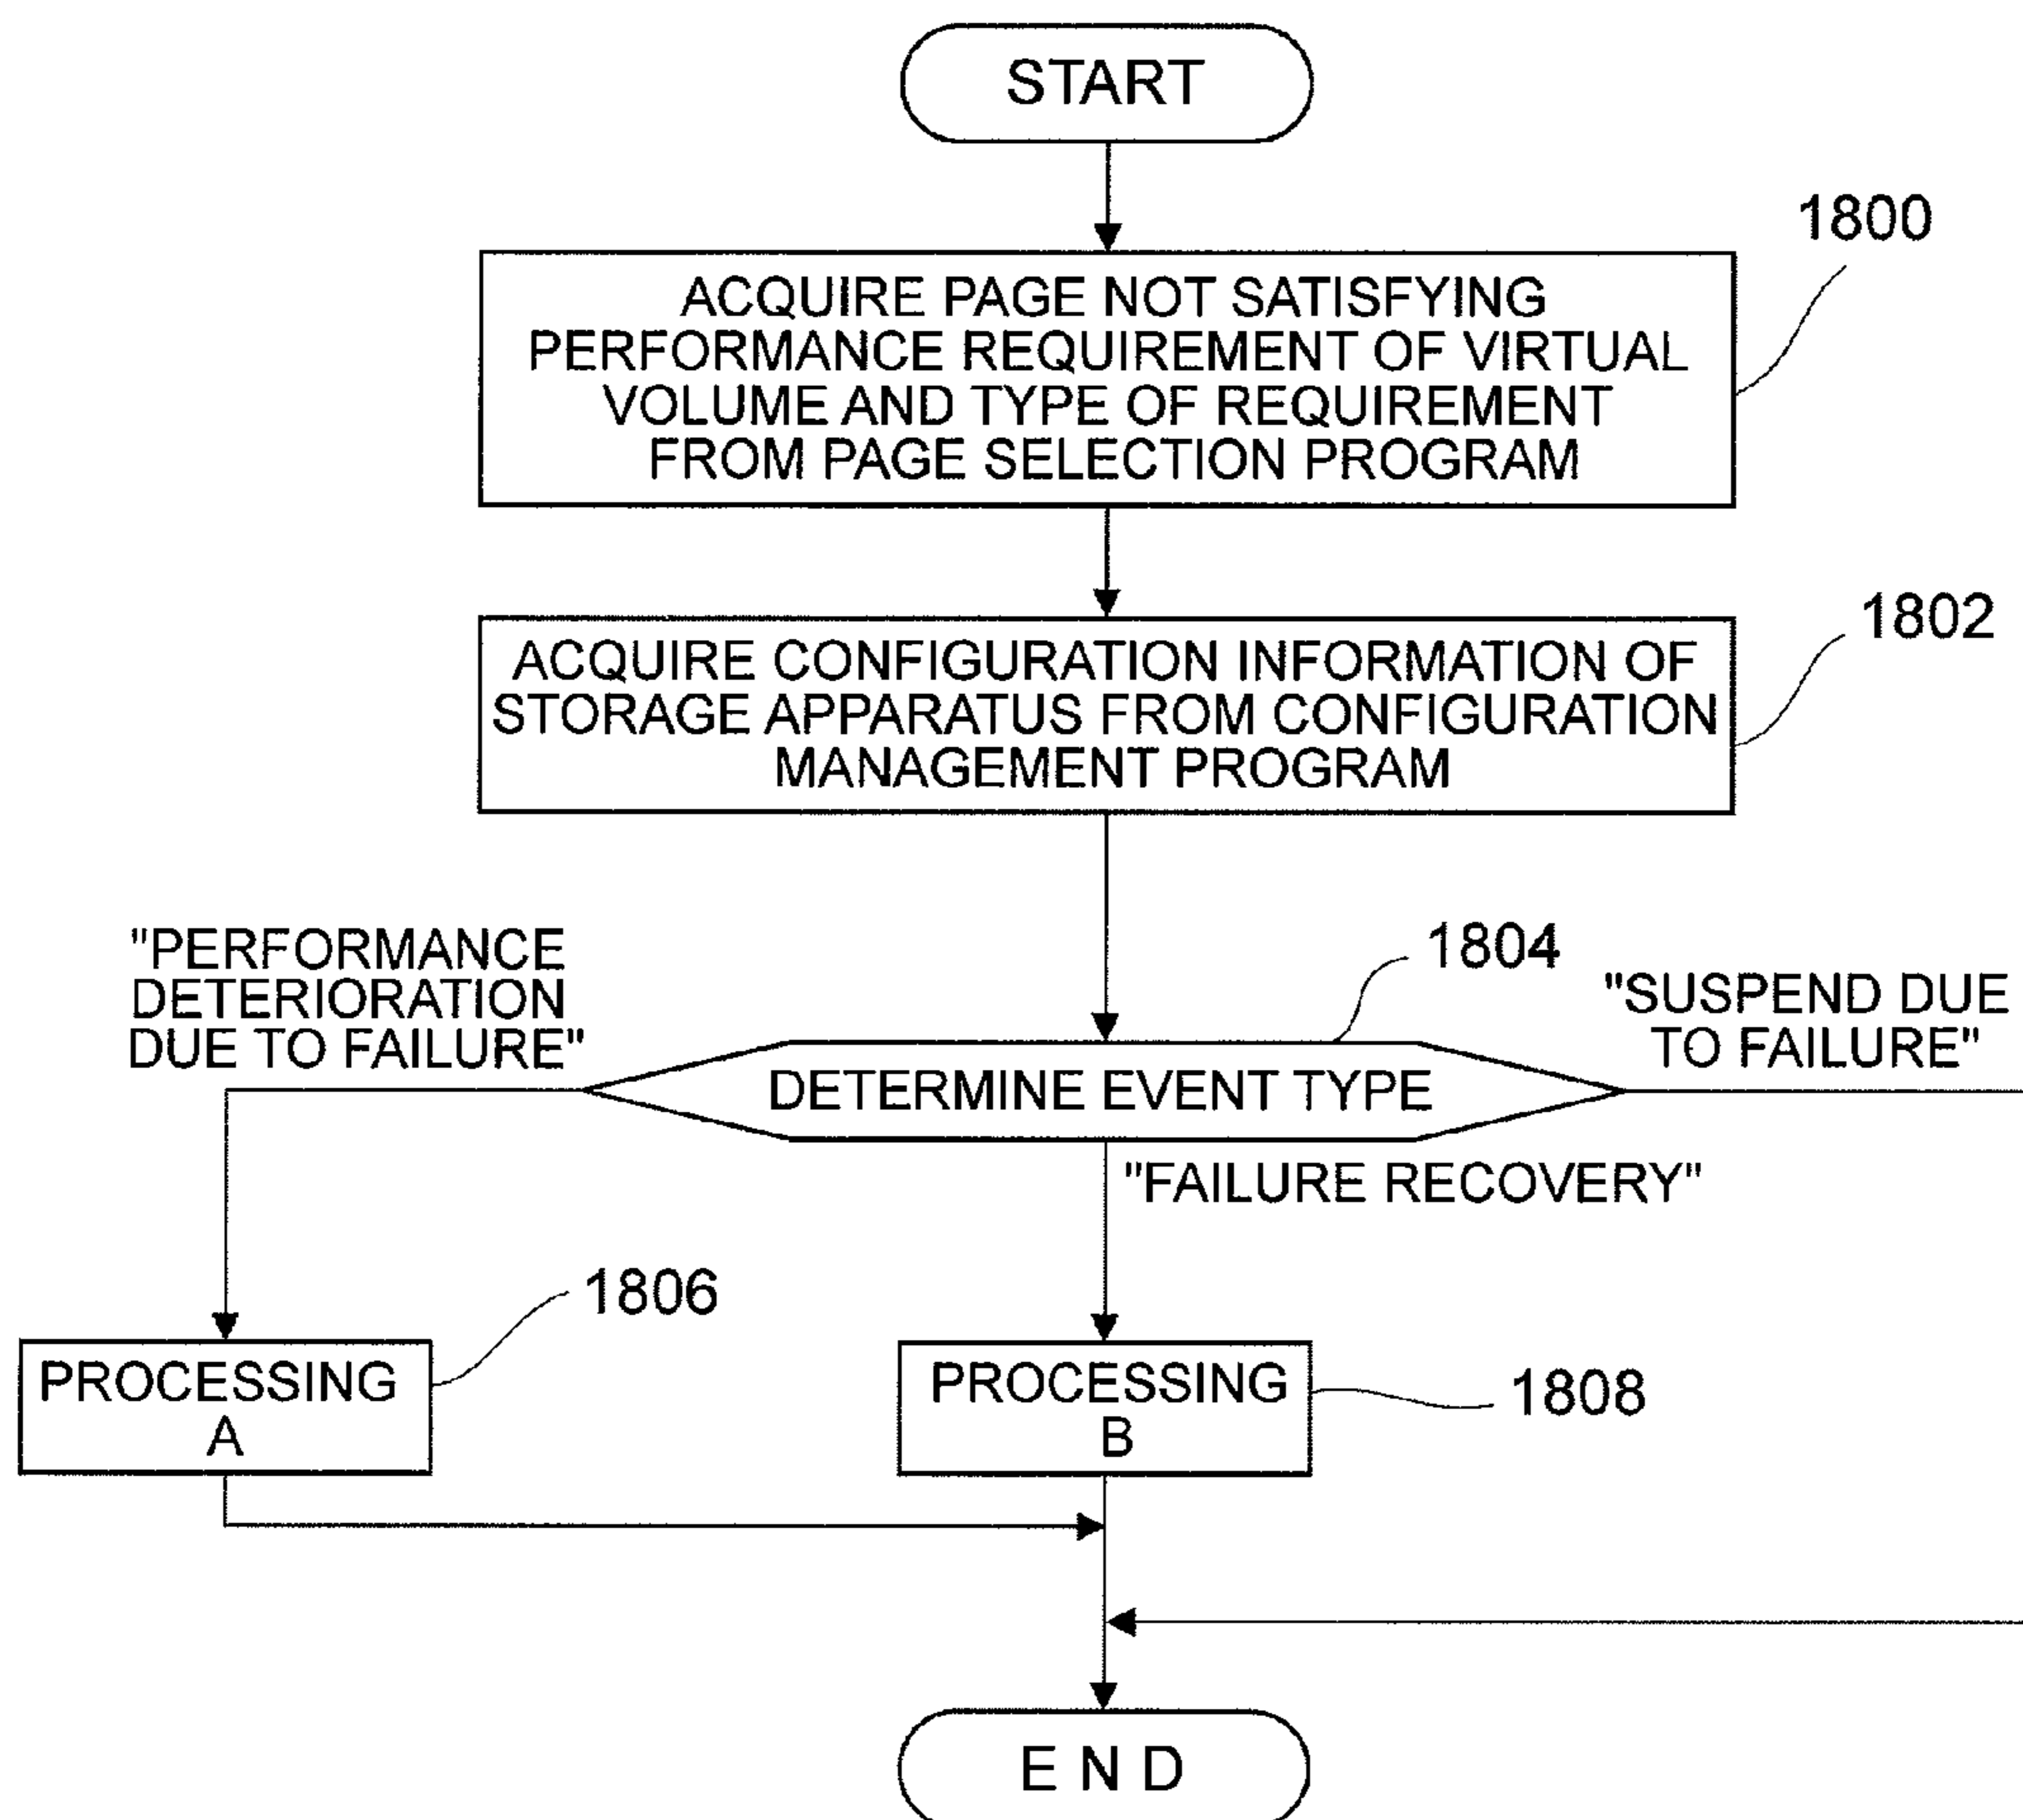 START
1800
ACQUIRE PAGE NOT SATISFYING
PERFORMANCE REQUIREMENT OF VIRTUAL
VOLUME AND TYPE OF REQUIREMENT
FROM PAGE SELECTION PROGRAM
1802
ACQUIRE CONFIGURATION INFORMATION OF
STORAGE APPARATUS FROM CONFIGURATION
MANAGEMENT PROGRAM
"PERFORMANCE
DETERIORATION
DUE TO FAILURE"
1804
"SUSPEND DUE
TO FAILURE"
DETERMINE EVENT TYPE
"FAILURE RECOVERY"
1806
PROCESSING
A
PROCESSING
B
1808
END